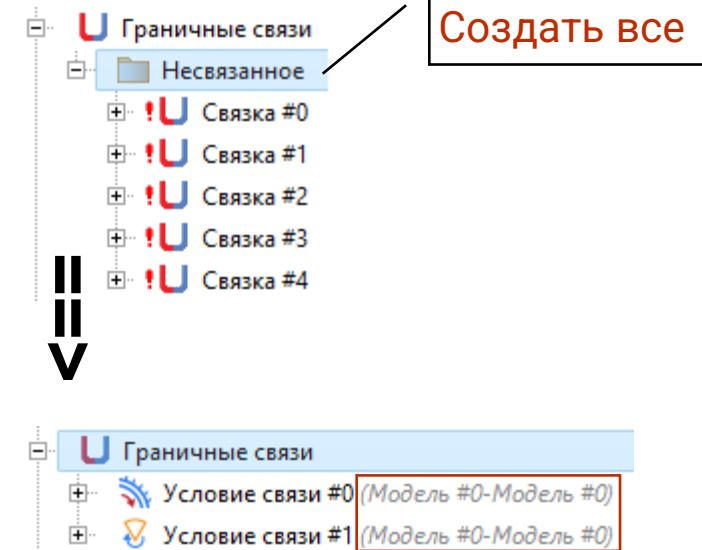 Создать все
Граничные связи
Несвязанное
Связка #0
Связка #1
Связка #2
Связка #3
Связка #4
==>
Граничные связи
Условие связи #0 (Модель #0-Модель #0)
Условие связи #1 (Модель #0-Модель #0)